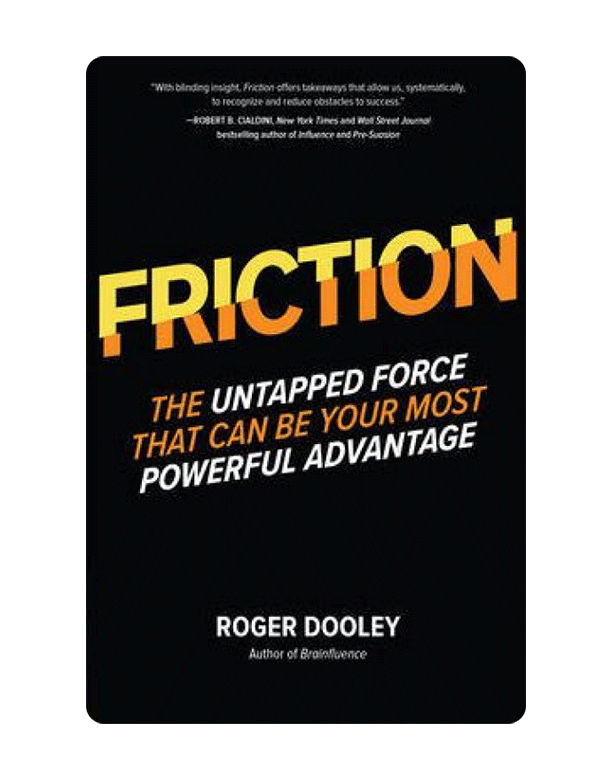 "With blinding insight, Friction offers takeaways that allow us, systematically,
to recognize and reduce obstacles to success."
—ROBERT B. CIALDINI, New York Times and Wall Street Journal
bestselling author of Influence and Pre-Suasion
FRICTION
THE UNTAPPED FORCE
THAT CAN BE YOUR MOST
POWERFUL ADVANTAGE
ROGER DOOLEY
Author of Brainfluence